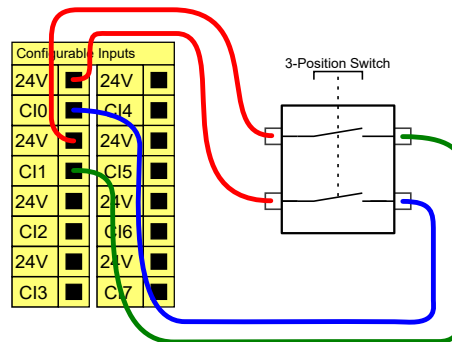 Configurable Inputs
3-Position Switch
24V 24V
CI0 CI4
24V 24V
CI1 CI5
24V 24V
CI2 CI6
24V 24V
CI3 CI7